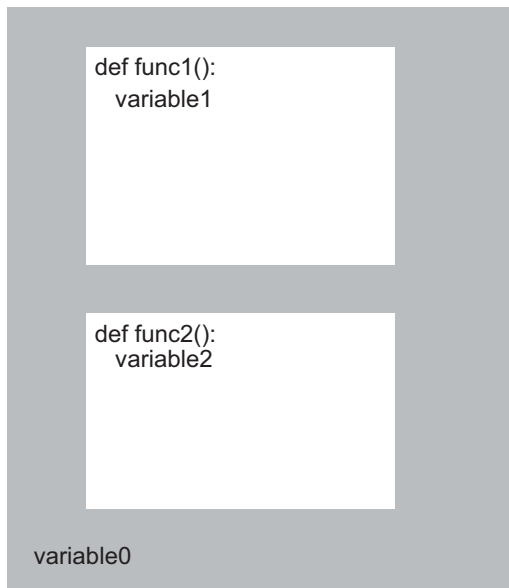 def func1():
variable1
def func2():
variable2
variable0